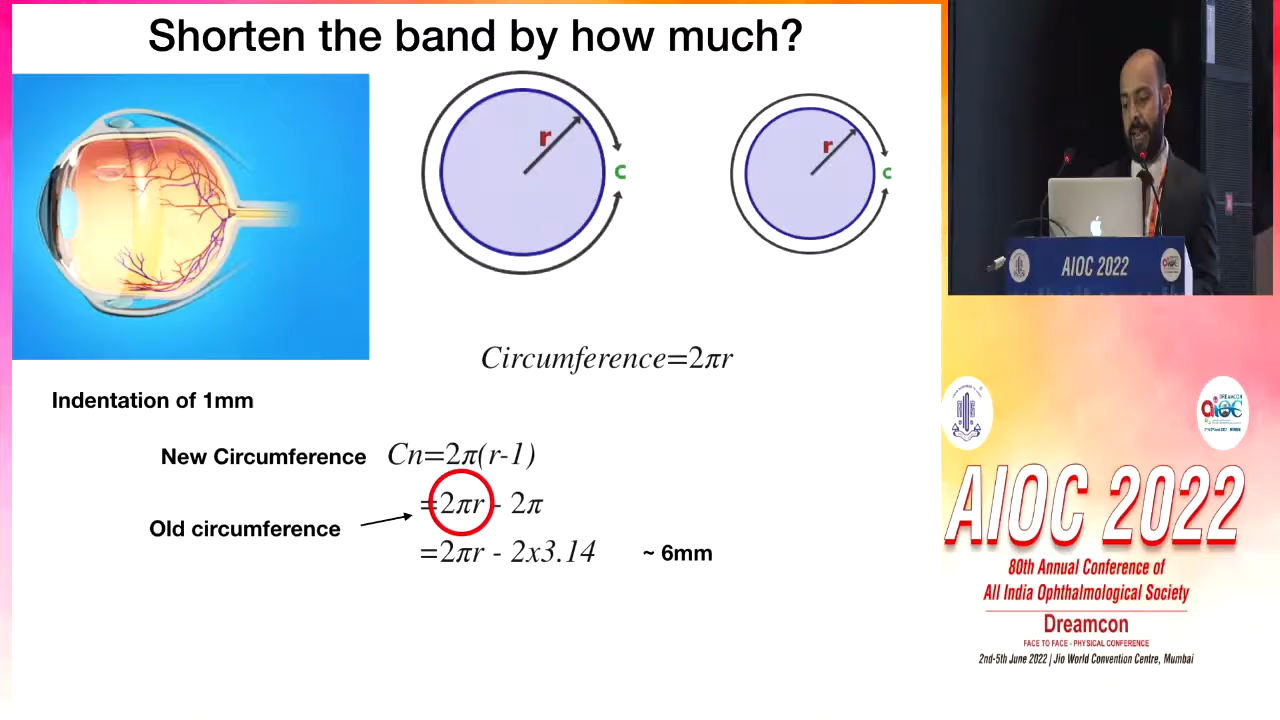 Shorten the band by how much?
r
c
r
c
Circumference=2πr
Indentation of 1mm
New Circumference Cn=2π(r-1)
=2πr - 2π
Old circumference
=2πr - 2x3.14 ~ 6mm
AIOC 2022
AIOC 2022
80th Annual Conference of
All India Ophthalmological Society
Dreamcon
FACE TO FACE - PHYSICAL CONFERENCE
2nd-5th June 2022 | Jio World Convention Centre, Mumbai